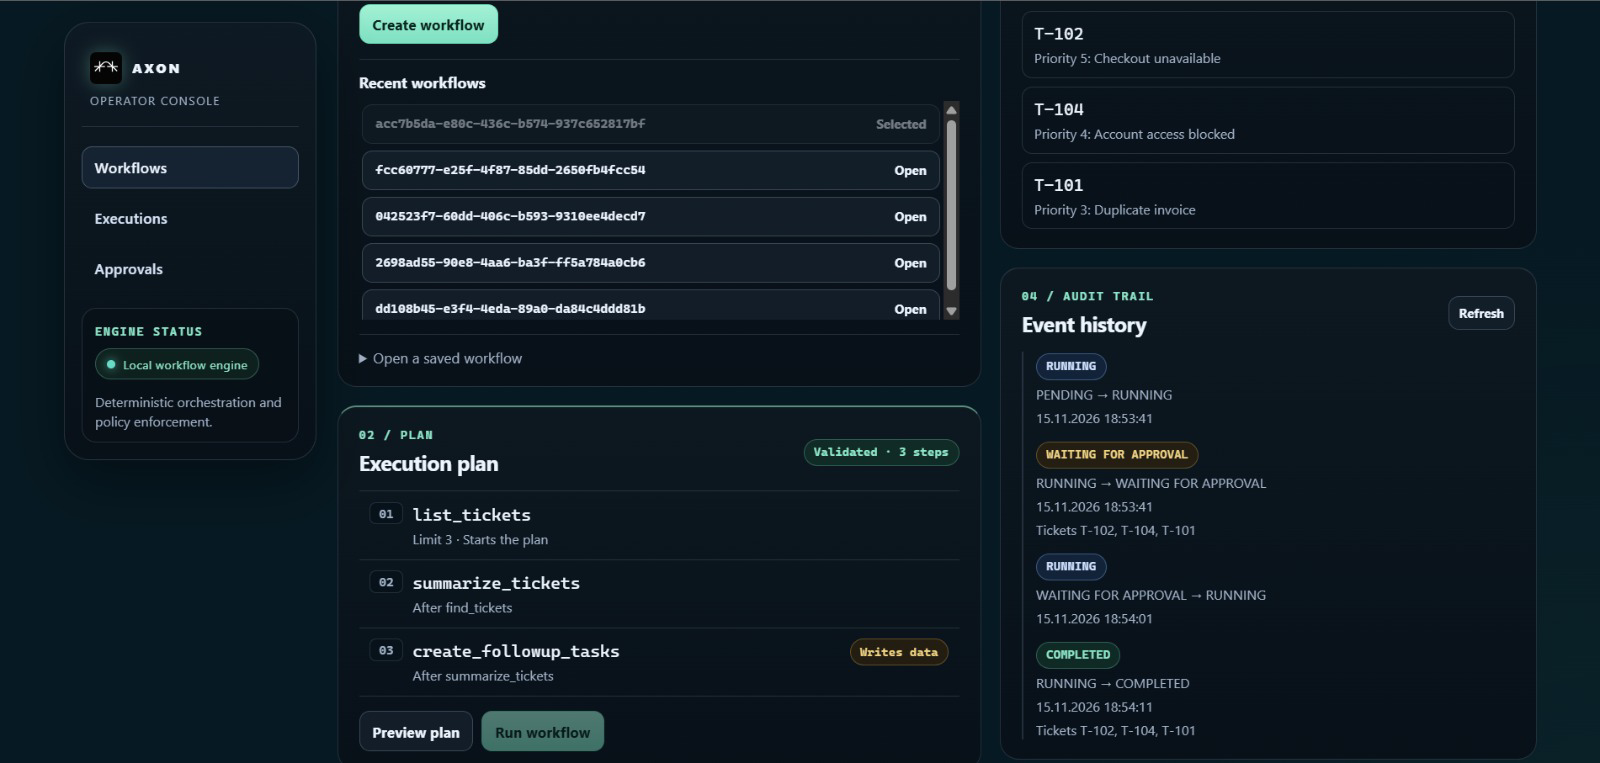 AXON
OPERATOR CONSOLE
Workflows
Executions
Approvals
ENGINE STATUS
Local workflow engine
Deterministic orchestration and
policy enforcement.
Create workflow
Recent workflows
acc7b5da-e80c-436c-b574-937c652817bf Selected
fcc60777-e25f-4f87-85dd-2650fb4fcc54 Open
042523f7-60dd-406c-b593-9310ee4decd7 Open
2698ad55-90e8-4aa6-ba3f-ff5a784a0cb6 Open
dd108b45-e3f4-4eda-89a0-da84c4ddd81b Open
Open a saved workflow
02 / PLAN
Execution plan
Validated · 3 steps
01 list_tickets
Limit 3 · Starts the plan
02 summarize_tickets
After find_tickets
03 create_followup_tasks Writes data
After summarize_tickets
Preview plan Run workflow
T-102
Priority 5: Checkout unavailable
T-104
Priority 4: Account access blocked
T-101
Priority 3: Duplicate invoice
04 / AUDIT TRAIL
Event history
Refresh
RUNNING
PENDING → RUNNING
15.11.2026 18:53:41
WAITING FOR APPROVAL
RUNNING → WAITING FOR APPROVAL
15.11.2026 18:53:41
Tickets T-102, T-104, T-101
RUNNING
WAITING FOR APPROVAL → RUNNING
15.11.2026 18:54:01
COMPLETED
RUNNING → COMPLETED
15.11.2026 18:54:11
Tickets T-102, T-104, T-101